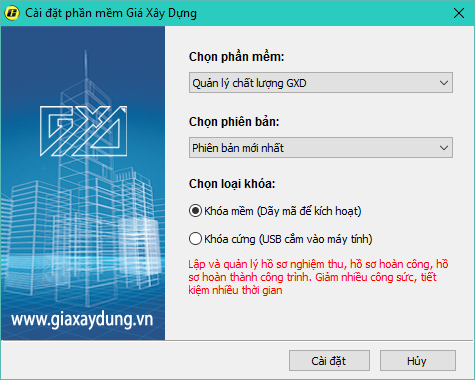 Cài đặt phần mềm Giá Xây Dựng
Chọn phần mềm:
Quản lý chất lượng GXD
Chọn phiên bản:
Phiên bản mới nhất
Chọn loại khóa:
Khóa mềm (Dãy mã để kích hoạt)
Khóa cứng (USB cắm vào máy tính)
Lập và quản lý hồ sơ nghiệm thu, hồ sơ hoàn công, hồ
sơ hoàn thành công trình. Giảm nhiều công sức, tiết
kiệm nhiều thời gian
GXD
www.giaxaydung.vn
Cài đặt
Hủy